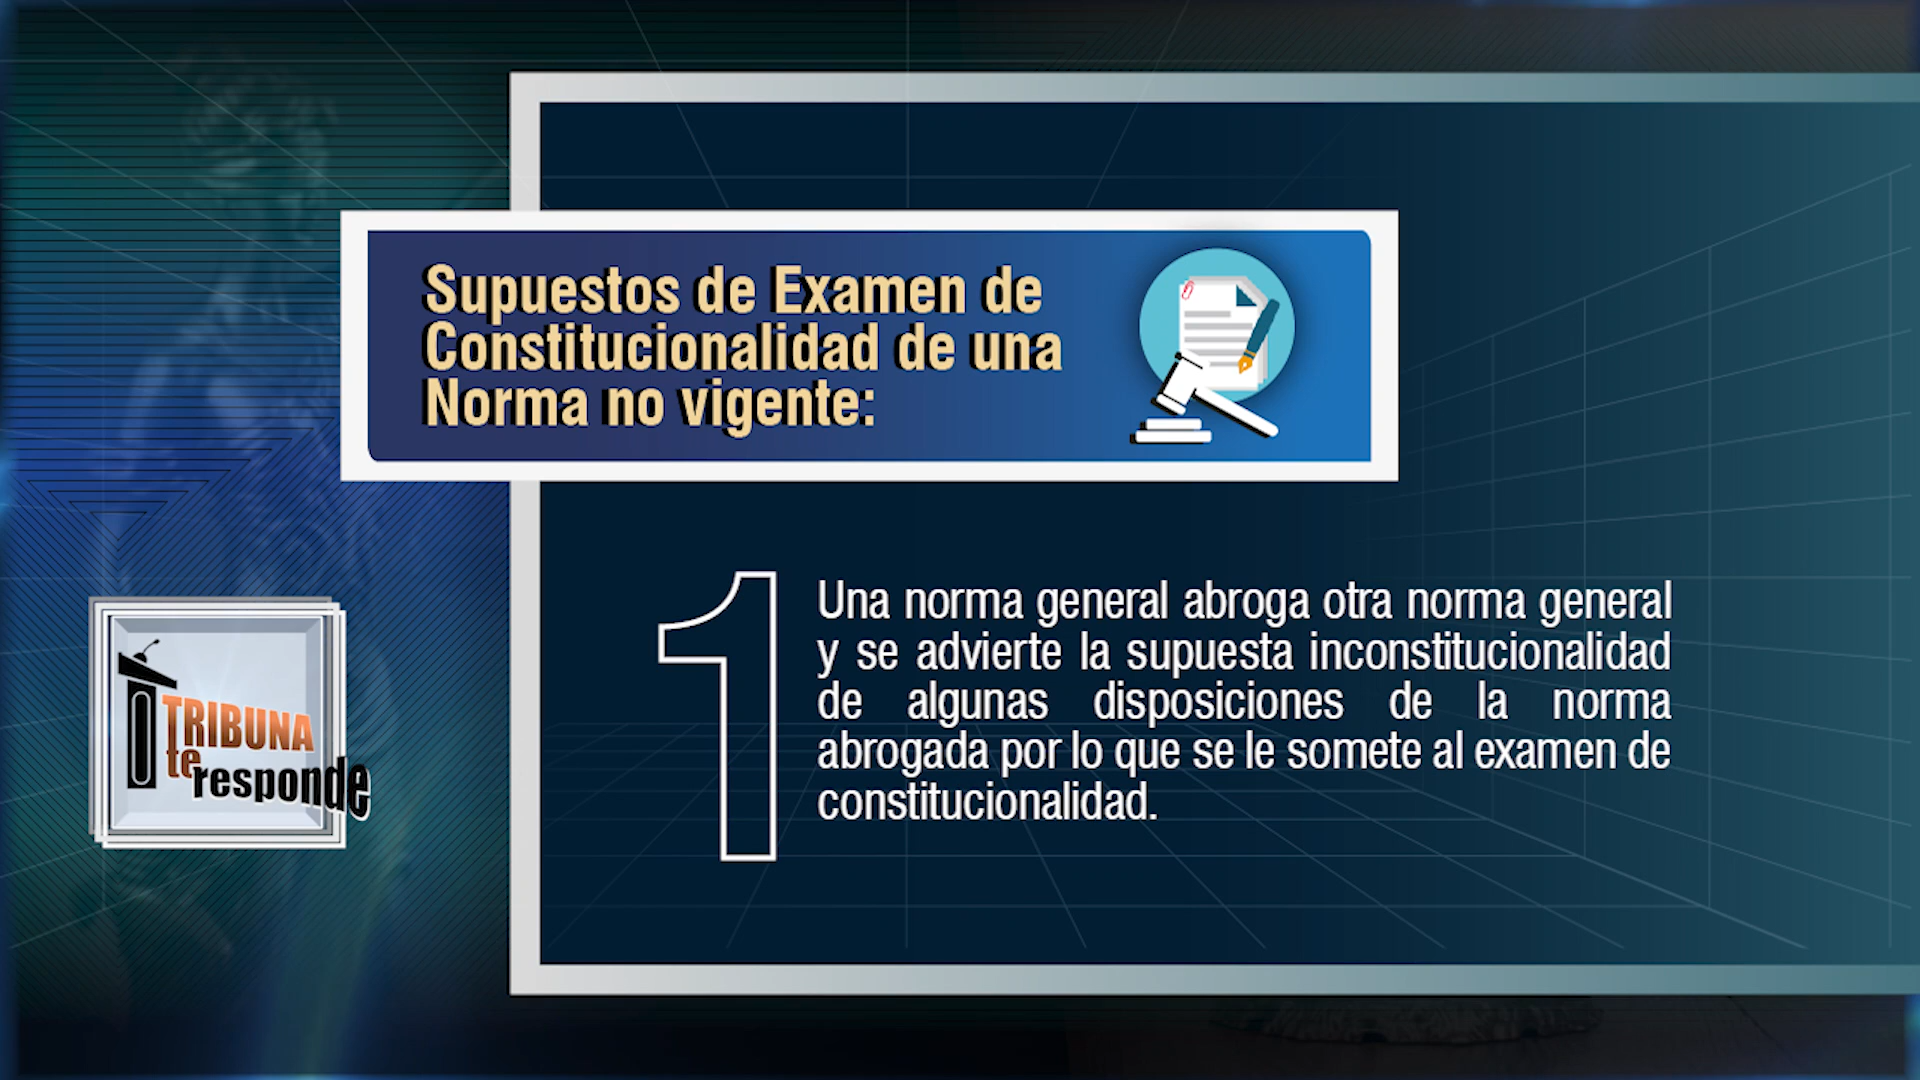 Supuestos de Examen de
Constitucionalidad de una
Norma no vigente:
1
Una norma general abroga otra norma general
y se advierte la supuesta inconstitucionalidad
de algunas disposiciones de la norma
abrogada por lo que se le somete al examen de
constitucionalidad.
TRIBUNA
te
responde